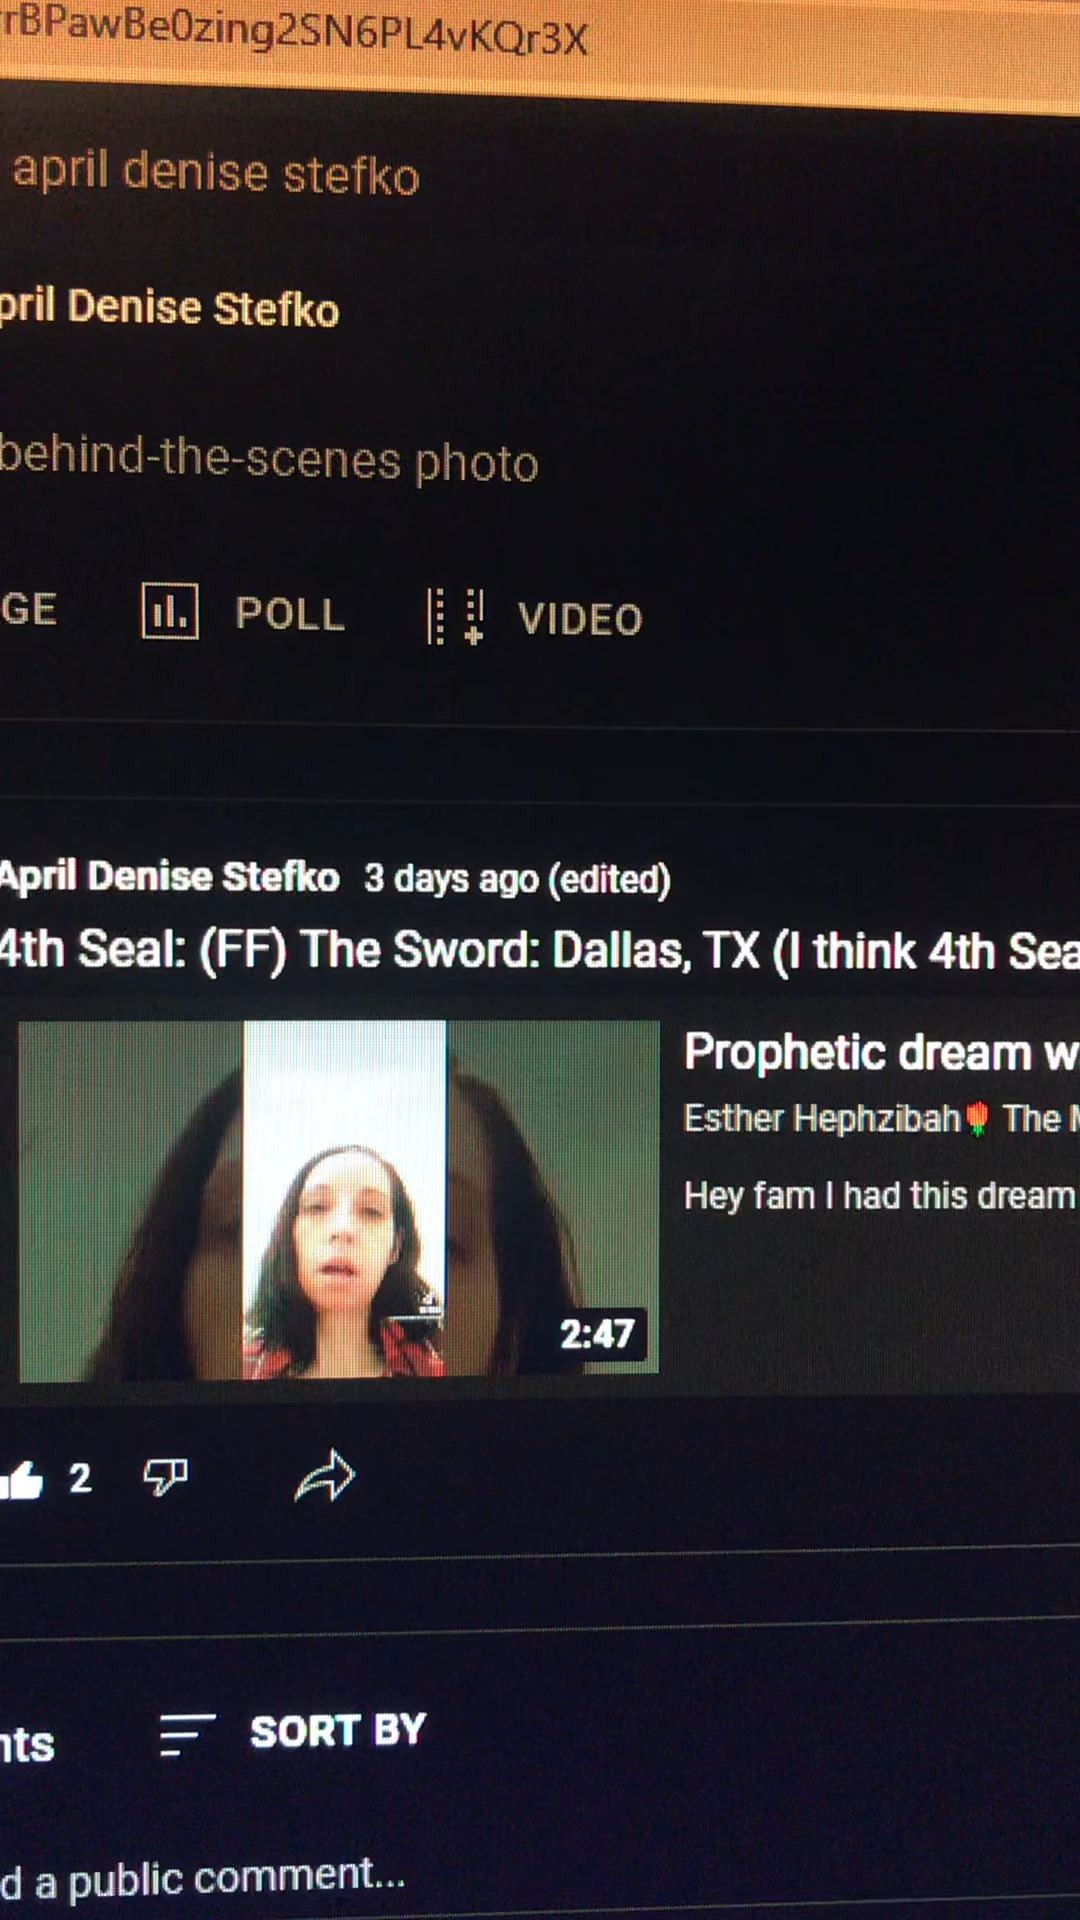 rBPawBe0zing2SN6PL4vKQr3X
april denise stefko
pril Denise Stefko
behind-the-scenes photo
GE POLL VIDEO
April Denise Stefko 3 days ago (edited)
4th Seal: (FF) The Sword: Dallas, TX (I think 4th Sea
Prophetic dream w
Esther Hephzibah🌹 The M
Hey fam I had this dream
2:47
2
nts SORT BY
d a public comment...